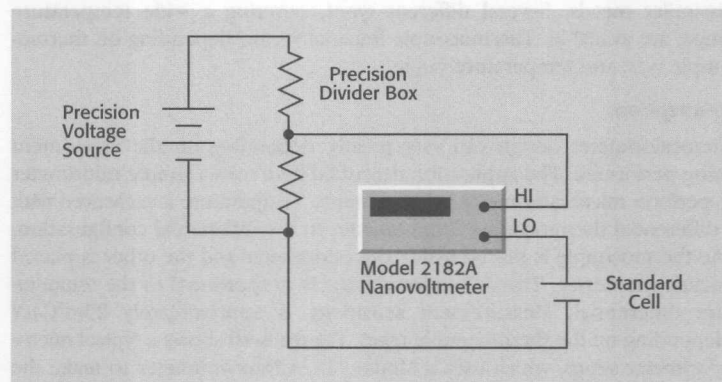 Precision
Divider Box
Precision
Voltage
Source
HI
LO
Model 2182A
Nanovoltmeter
Standard
Cell